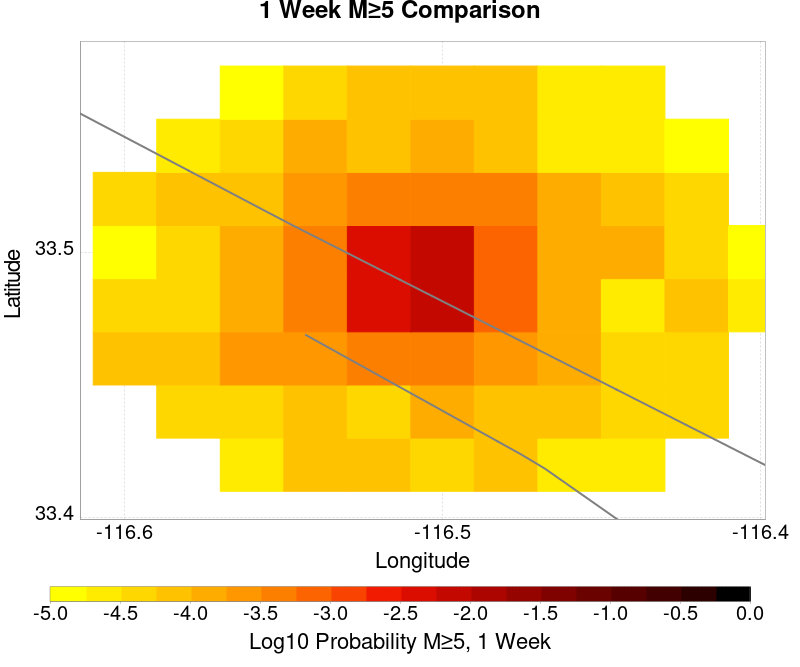 1 Week M≥5 Comparison
Latitude
33.5
33.4
-116.6 -116.5 -116.4
Longitude
-5.0 -4.5 -4.0 -3.5 -3.0 -2.5 -2.0 -1.5 -1.0 -0.5 0.0
Log10 Probability M≥5, 1 Week